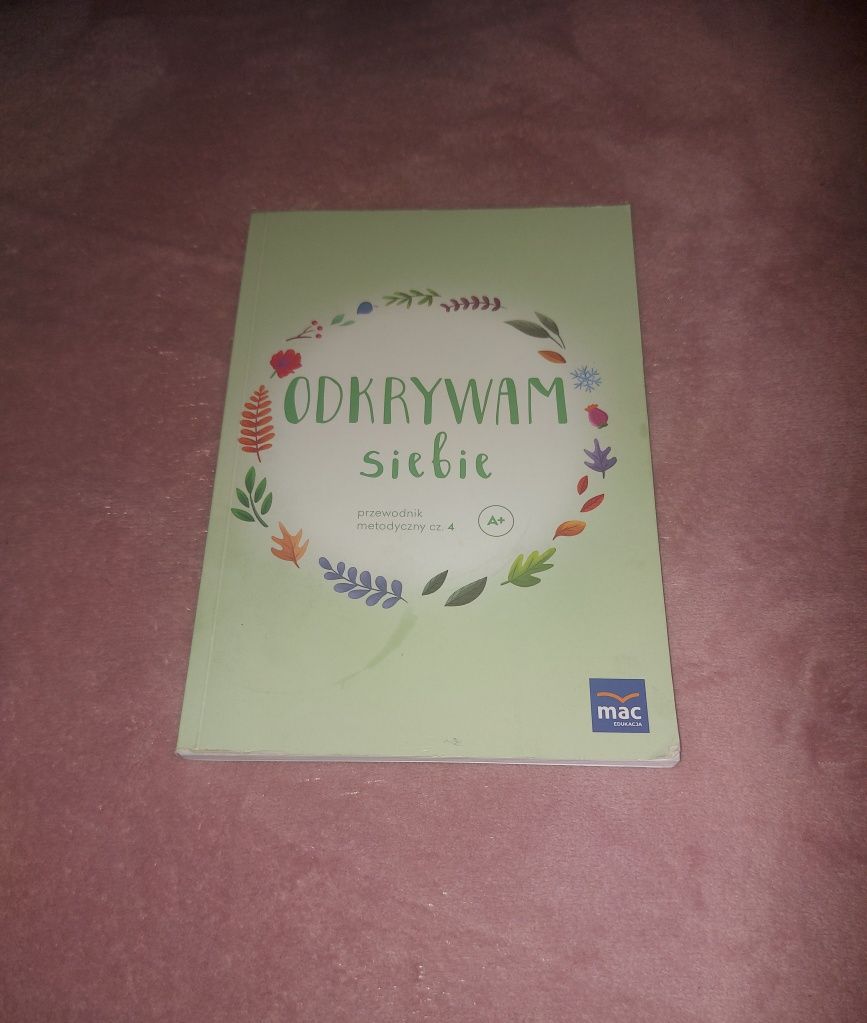 ODKRYWAM
siebie
przewodnik
metodyczny cz. 4
A+
mac
EDUKACJA